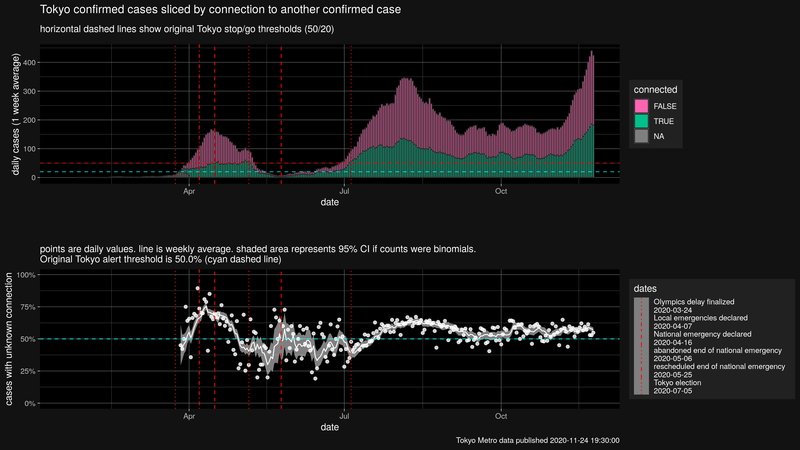 Tokyo confirmed cases sliced by connection to another confirmed case
horizontal dashed lines show original Tokyo stop/go thresholds (50/20)
daily cases (1 week average)
400
300
200
100
0
Apr
Jul
Oct
date
connected
FALSE
TRUE
NA
points are daily values. line is weekly average. shaded area represents 95% CI if counts were binomials.
Original Tokyo alert threshold is 50.0% (cyan dashed line)
cases with unknown connection
100%
75%
50%
25%
0%
Apr
Jul
Oct
date
dates
Olympics delay finalized
2020-03-24
Local emergencies declared
2020-04-07
National emergency declared
2020-04-16
abandoned end of national emergency
2020-05-06
rescheduled end of national emergency
2020-05-25
Tokyo election
2020-07-05
Tokyo Metro data published 2020-11-24 19:30:00